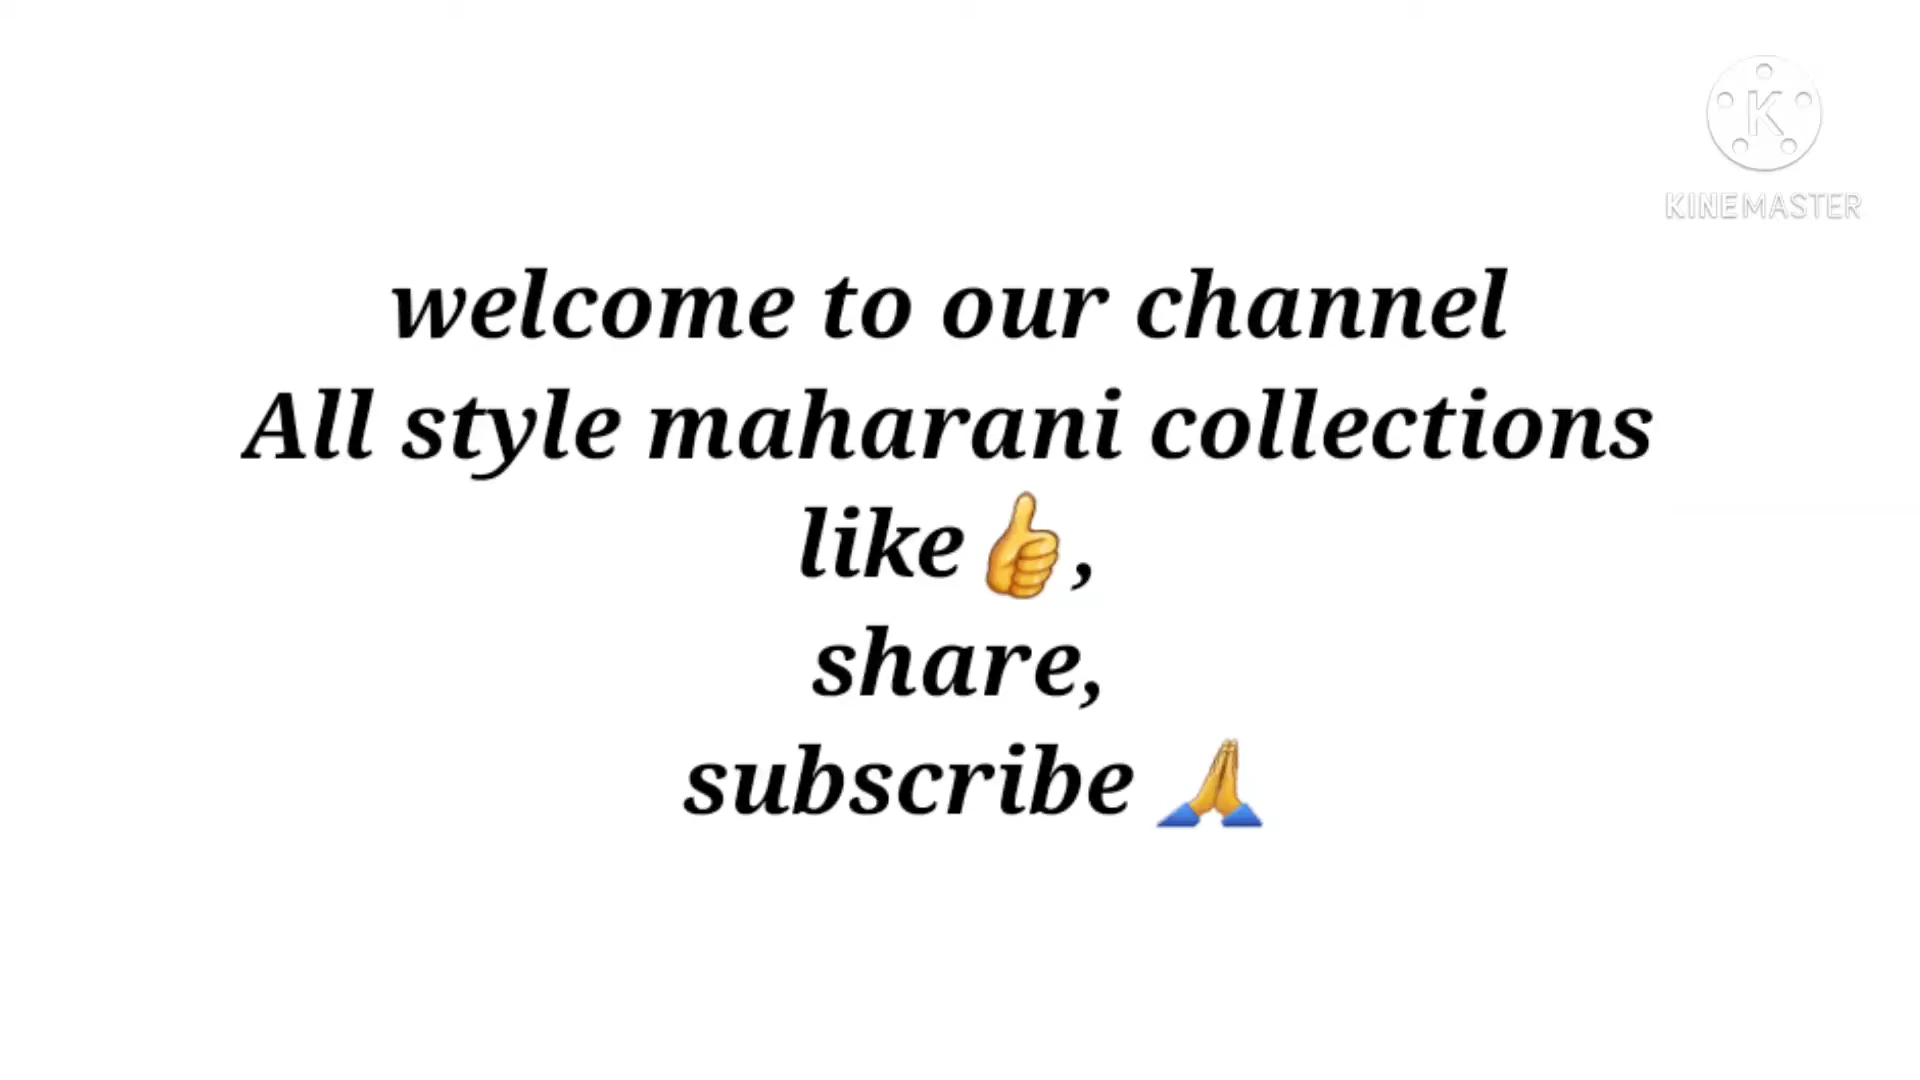 K
KINEMASTER
welcome to our channel
All style maharani collections
like👍,
share,
subscribe 🙏